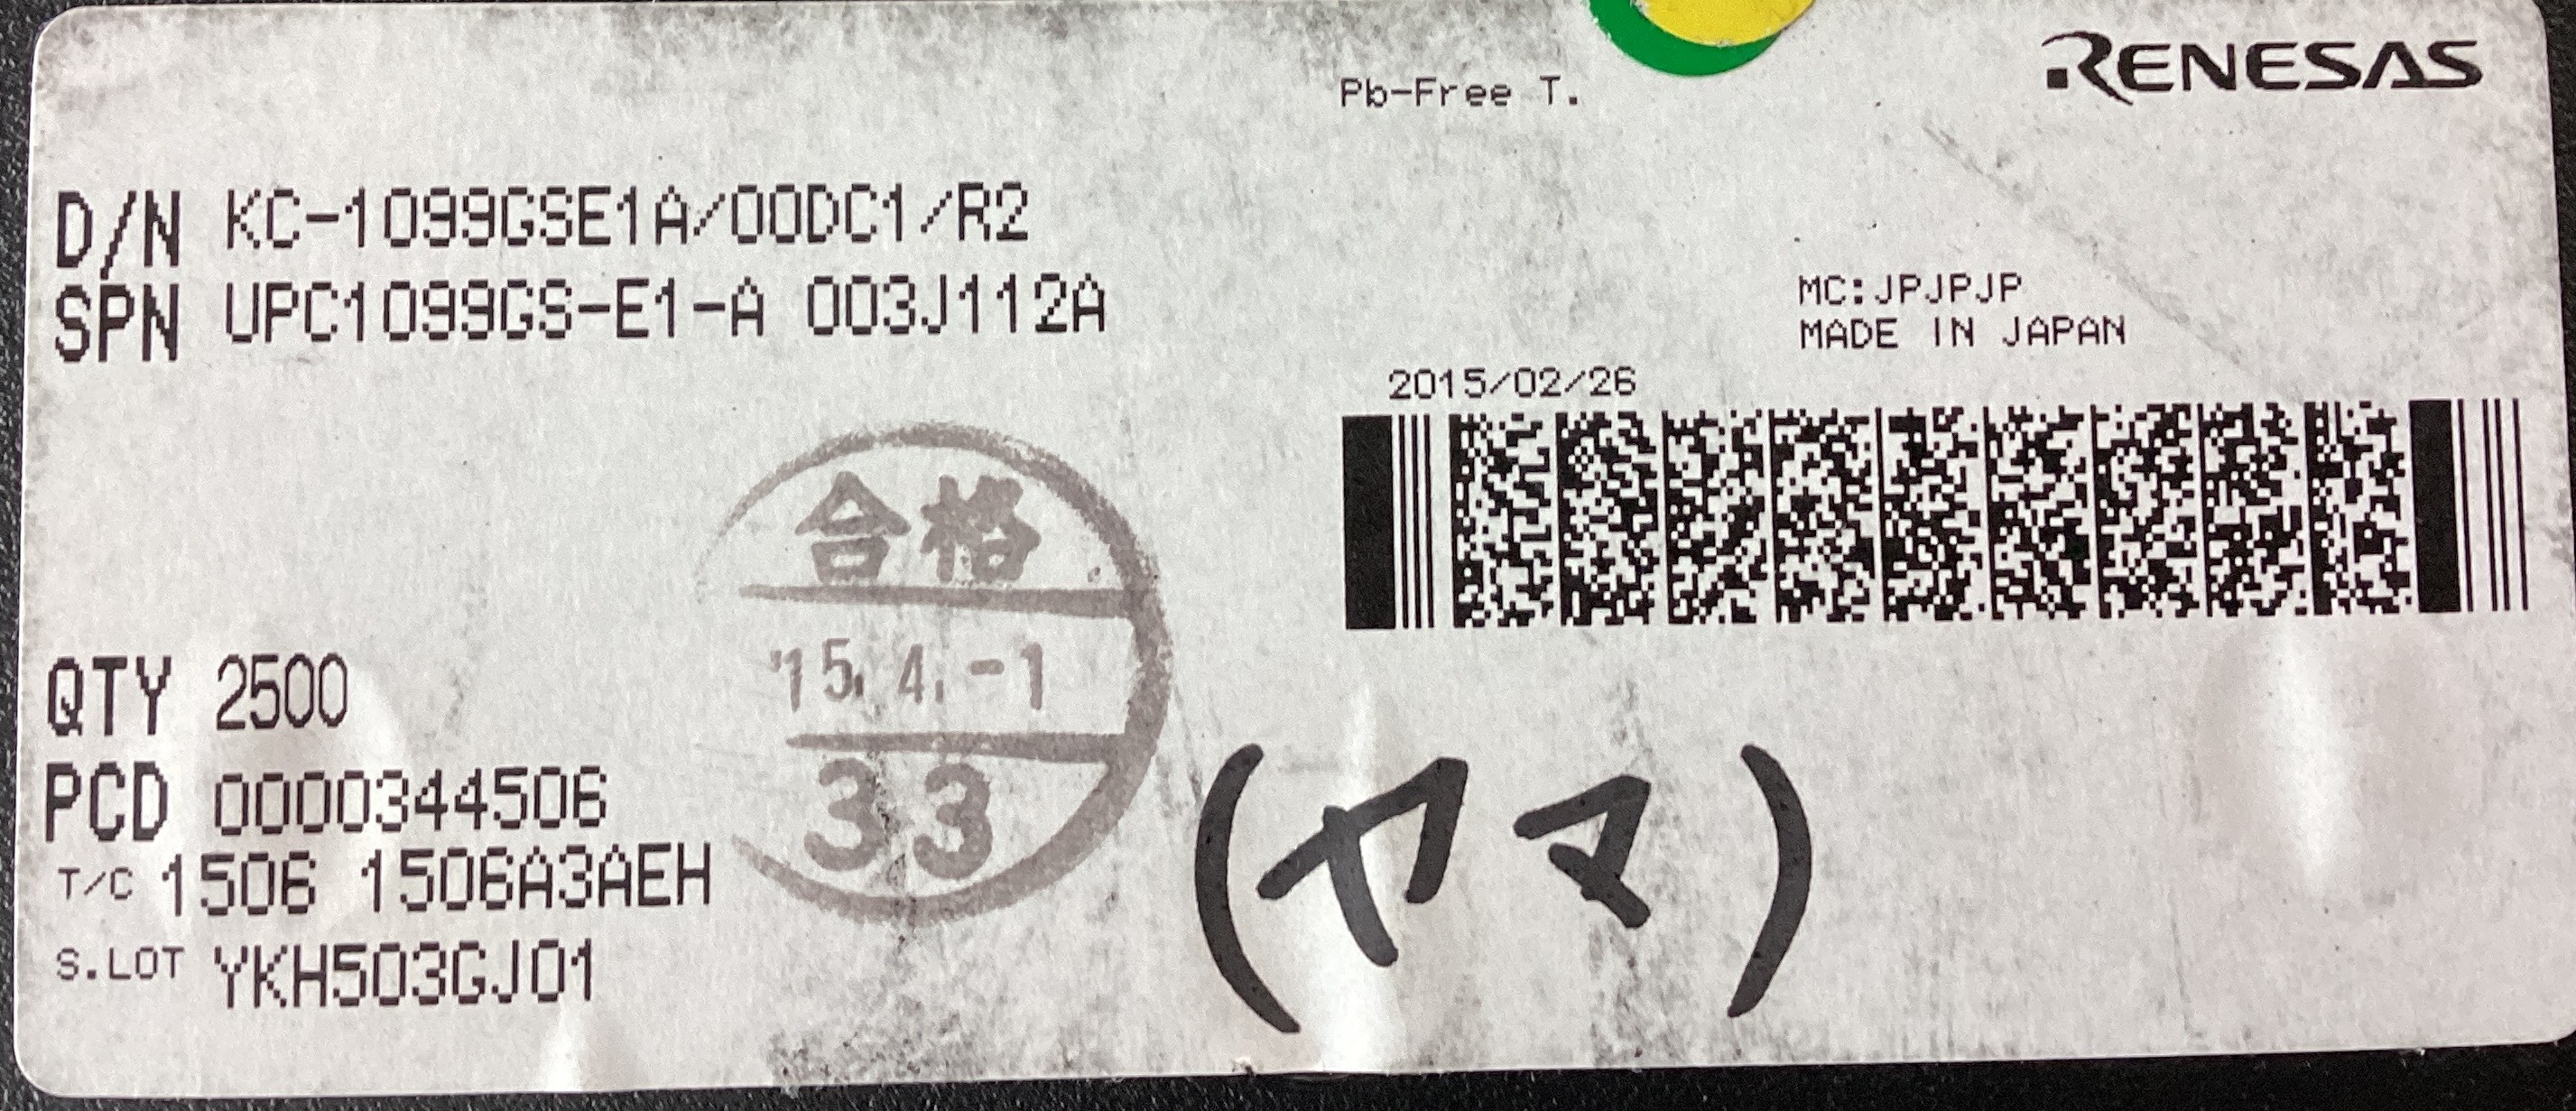 RENESAS
Pb-Free T.
D/N KC-1099GSE1A/00DC1/R2
SPN UPC1099GS-E1-A 003J112A
MC:JPJPJP
MADE IN JAPAN
2015/02/26
合格
'15. 4. -1
33
QTY 2500
PCD 0000344506
T/C 1506 1506A3AEH
S.LOT YKH503GJ01
(ヤマ)